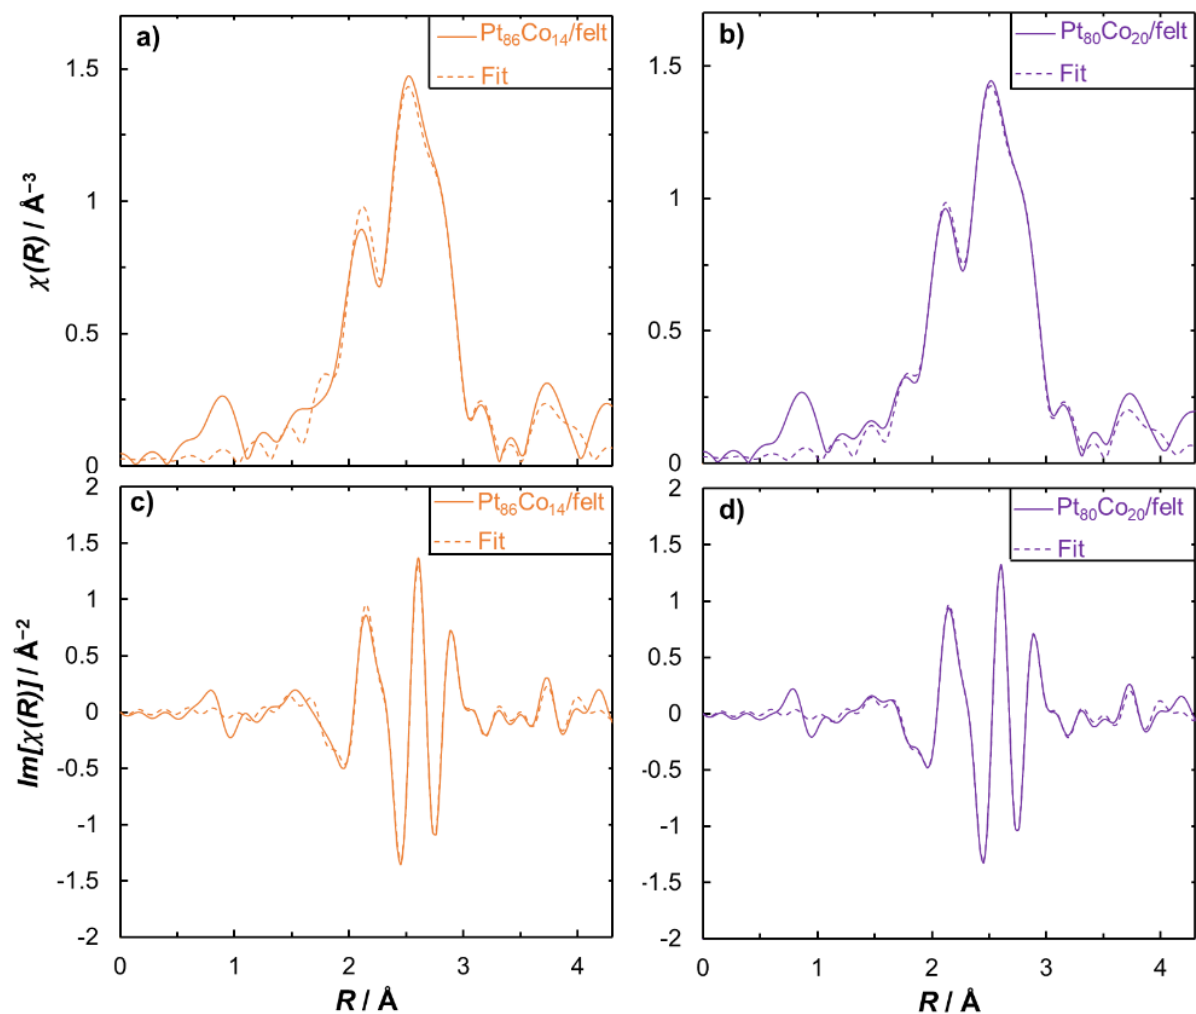 a)
Pt₈₆Co₁₄/felt
Fit
1.5
1
0.5
0
χ(R) / Å⁻³
b)
Pt₈₀Co₂₀/felt
Fit
1.5
1
0.5
0
c)
Pt₈₆Co₁₄/felt
Fit
2
1.5
1
0.5
0
-0.5
-1
-1.5
-2
Im[χ(R)] / Å⁻²
0 1 2 3 4
R / Å
d)
Pt₈₀Co₂₀/felt
Fit
2
1.5
1
0.5
0
-0.5
-1
-1.5
-2
0 1 2 3 4
R / Å